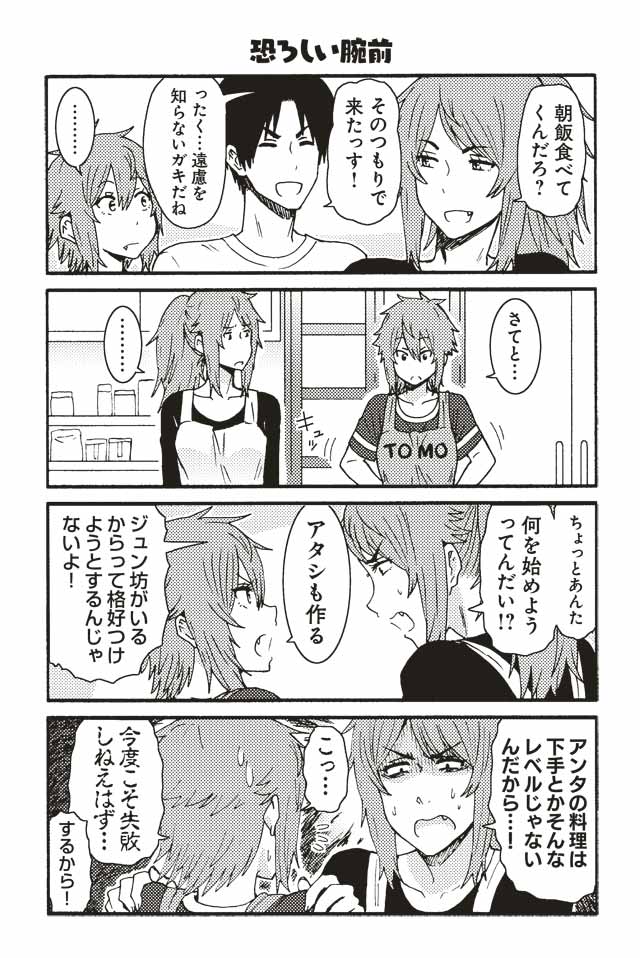 恐ろしい腕前
朝飯食べて
くんだろ?
そのつもりで
来たっす!
ったく…遠慮を
知らないガキだね
………
さてと…
キュッ
TOMO
………
ちょっとあんた
何を始めよう
ってんだい!?
アタシも作る
ジュン坊がいる
からって格好つけ
ようとするんじゃ
ないよ!
アンタの料理は
下手とかそんな
レベルじゃない
んだから…!
こっ…
今度こそ失敗
しねえはず…
するから!